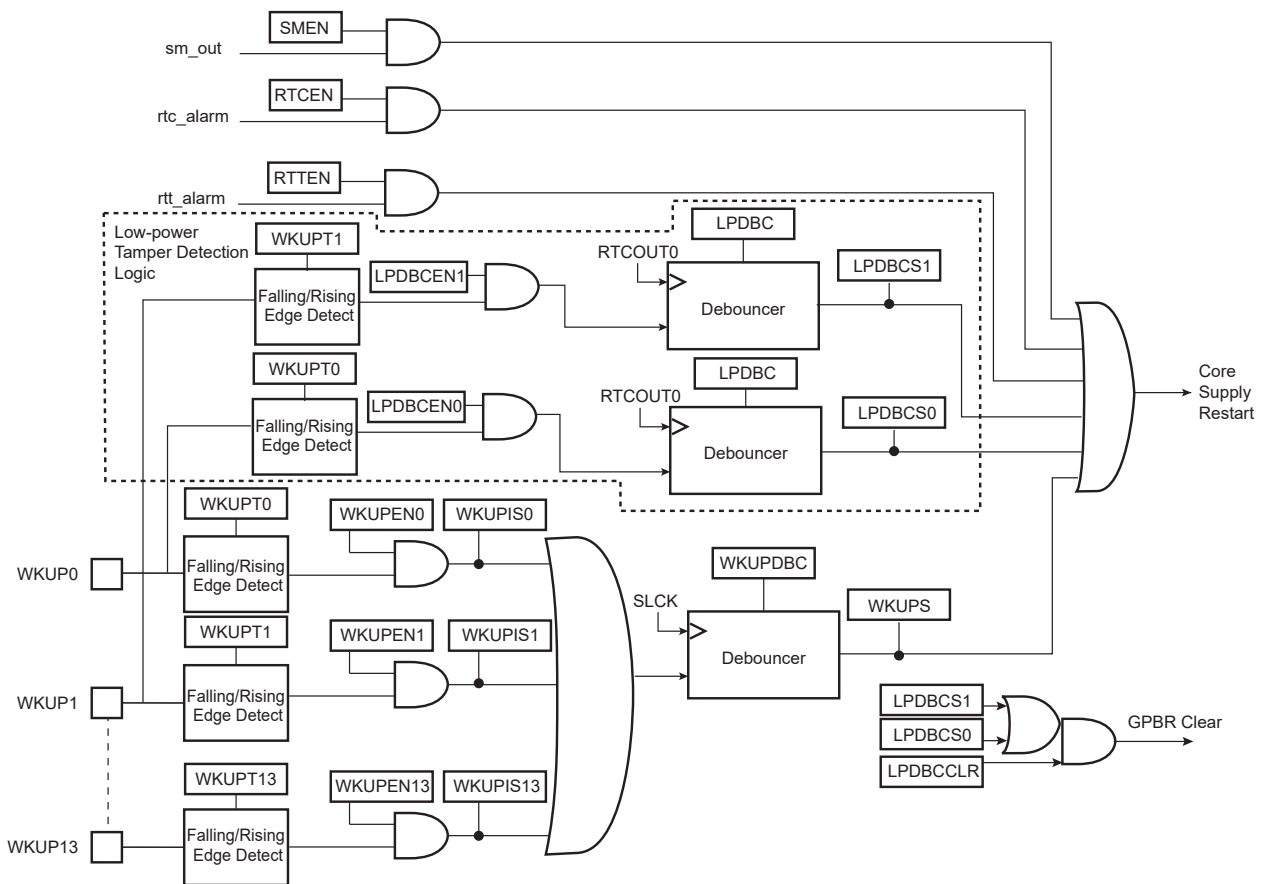 SMEN
sm_out
RTCEN
rtc_alarm
RTTEN
rtt_alarm
Low-power
Tamper Detection
Logic
WKUPT1
Falling/Rising
Edge Detect
LPDBCEN1
RTCOUT0
LPDBC
Debouncer
LPDBCS1
WKUPT0
Falling/Rising
Edge Detect
LPDBCEN0
RTCOUT0
LPDBC
Debouncer
LPDBCS0
Core
Supply
Restart
WKUP0
WKUPT0
Falling/Rising
Edge Detect
WKUPEN0
WKUPIS0
WKUP1
WKUPT1
Falling/Rising
Edge Detect
WKUPEN1
WKUPIS1
SLCK
WKUPDBC
Debouncer
WKUPS
WKUP13
WKUPT13
Falling/Rising
Edge Detect
WKUPEN13
WKUPIS13
LPDBCS1
LPDBCS0
LPDBCCLR
GPBR Clear